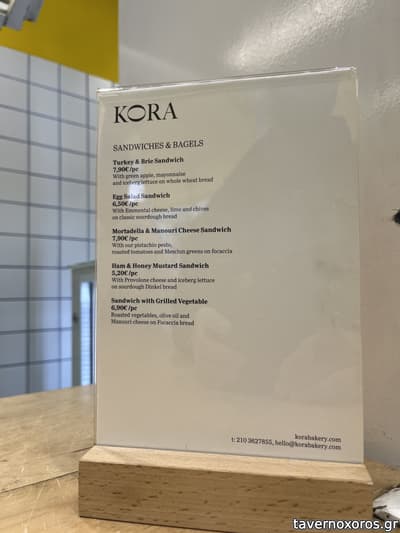 KORA
SANDWICHES & BAGELS
Turkey & Brie Sandwich
7,90€/pc
With green apple, mayonnaise
and iceberg lettuce on whole wheat bread
Egg Salad Sandwich
6,50€/pc
With Emmental cheese, lime and chives
on classic sourdough bread
Mortadella & Manouri Cheese Sandwich
7,90€/pc
With our pistachio pesto,
roasted tomatoes and Mesclun greens on focaccia
Ham & Honey Mustard Sandwich
5,20€/pc
With Provolone cheese and iceberg lettuce
on sourdough Dinkel bread
Sandwich with Grilled Vegetable
6,90€/pc
Roasted vegetables, olive oil and
Manouri cheese on Focaccia bread
korabakery.com
t: 210 3627855, hello@korabakery.com
tavernoxoros.gr